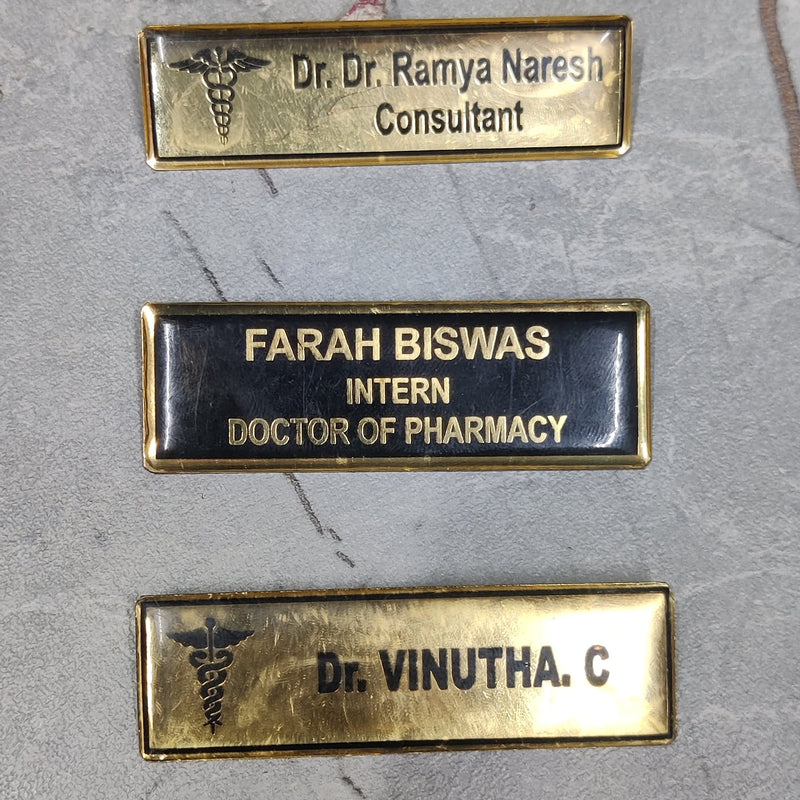 Dr. Dr. Ramya Naresh
Consultant
FARAH BISWAS
INTERN
DOCTOR OF PHARMACY
Dr. VINUTHA. C